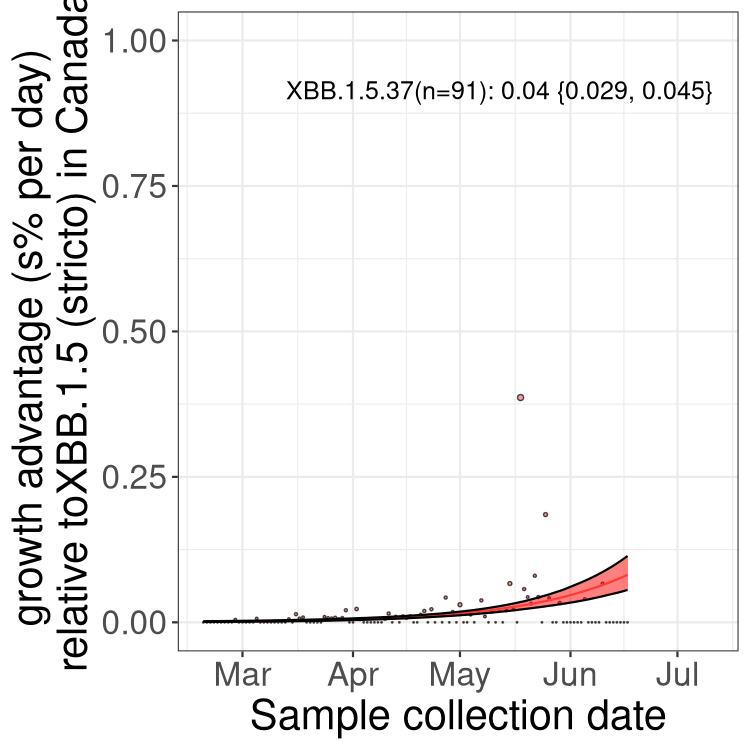 growth advantage (s% per day)
relative toXBB.1.5 (stricto) in Canada
1.00
0.75
0.50
0.25
0.00
XBB.1.5.37(n=91): 0.04 {0.029, 0.045}
Mar Apr May Jun Jul
Sample collection date